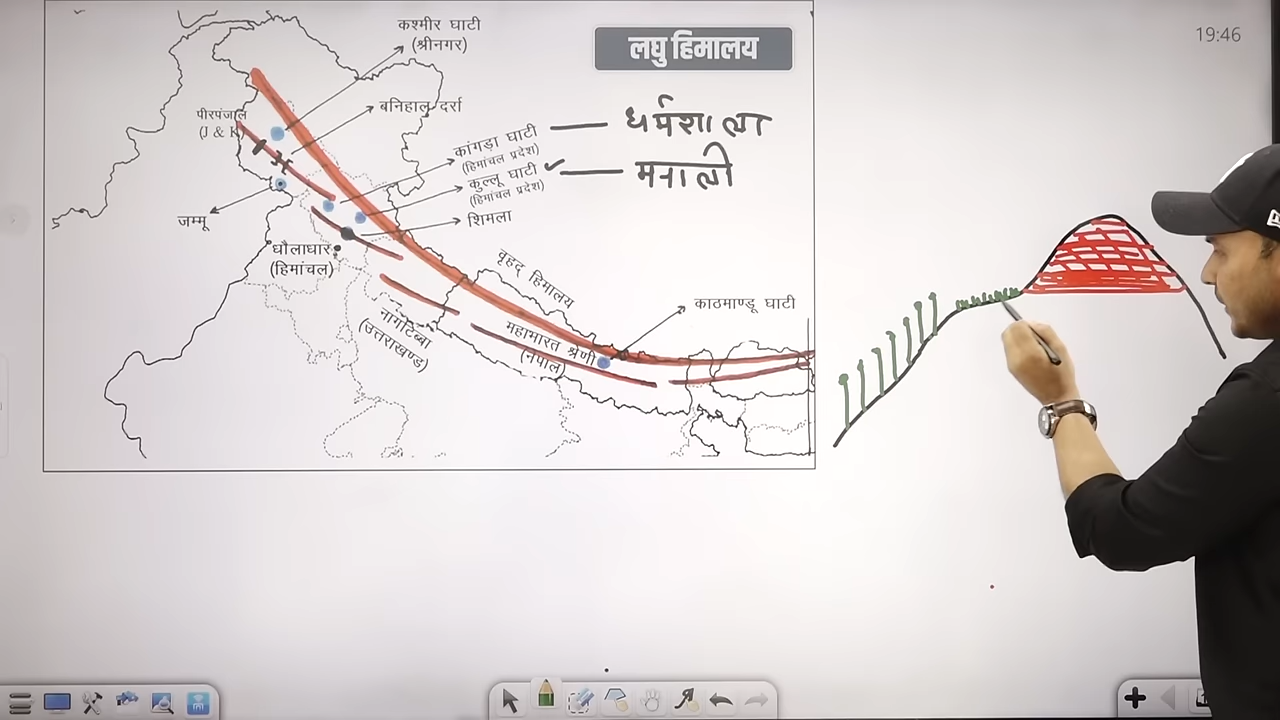 लघु हिमालय
19:46
कश्मीर घाटी
(श्रीनगर)
पीरपंजाल
(J & K)
बनिहाल दर्रा
कांगड़ा घाटी
(हिमांचल प्रदेश)
धर्मशाला
कुल्लू घाटी
(हिमांचल प्रदेश)
मनाली
जम्मू
शिमला
धौलाधार
(हिमांचल)
वृहद् हिमालय
नागटिब्बा
(उत्तराखण्ड)
महाभारत श्रेणी
(नेपाल)
काठमाण्डू घाटी